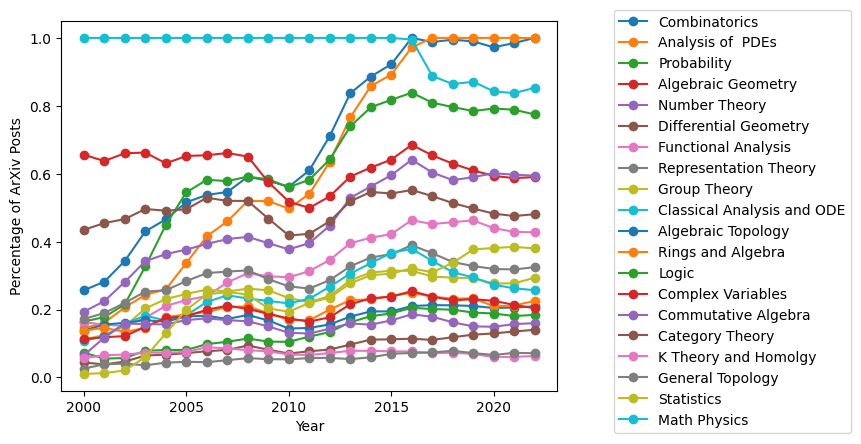 1.0
0.8
0.6
0.4
0.2
0.0
Percentage of ArXiv Posts
2000 2005 2010 2015 2020
Year
Combinatorics
Analysis of  PDEs
Probability
Algebraic Geometry
Number Theory
Differential Geometry
Functional Analysis
Representation Theory
Group Theory
Classical Analysis and ODE
Algebraic Topology
Rings and Algebra
Logic
Complex Variables
Commutative Algebra
Category Theory
K Theory and Homolgy
General Topology
Statistics
Math Physics